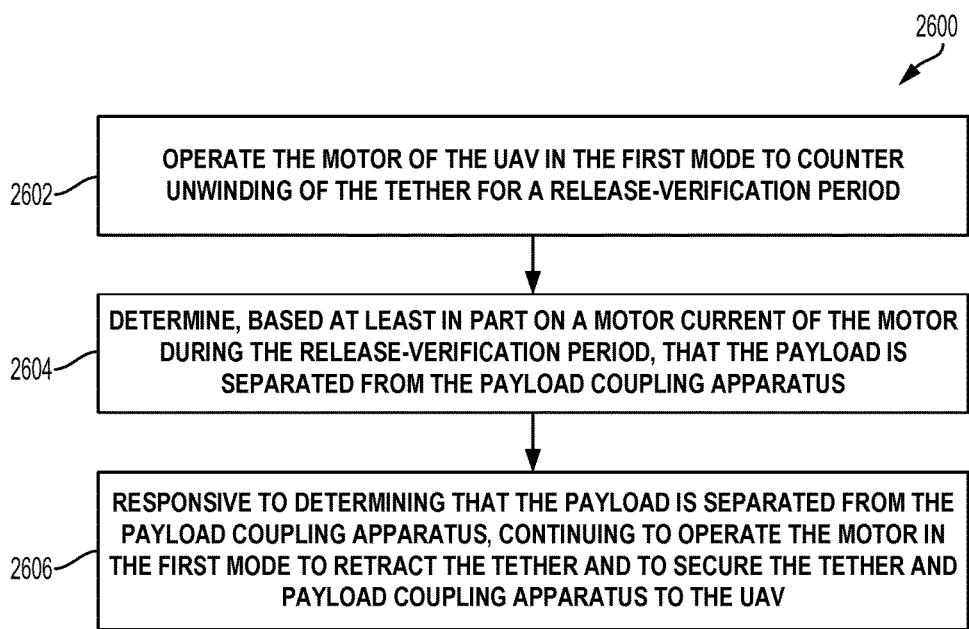 2600
OPERATE THE MOTOR OF THE UAV IN THE FIRST MODE TO COUNTER
UNWINDING OF THE TETHER FOR A RELEASE-VERIFICATION PERIOD
2602
DETERMINE, BASED AT LEAST IN PART ON A MOTOR CURRENT OF THE MOTOR
DURING THE RELEASE-VERIFICATION PERIOD, THAT THE PAYLOAD IS
SEPARATED FROM THE PAYLOAD COUPLING APPARATUS
2604
RESPONSIVE TO DETERMINING THAT THE PAYLOAD IS SEPARATED FROM THE
PAYLOAD COUPLING APPARATUS, CONTINUING TO OPERATE THE MOTOR IN
THE FIRST MODE TO RETRACT THE TETHER AND TO SECURE THE TETHER AND
PAYLOAD COUPLING APPARATUS TO THE UAV
2606